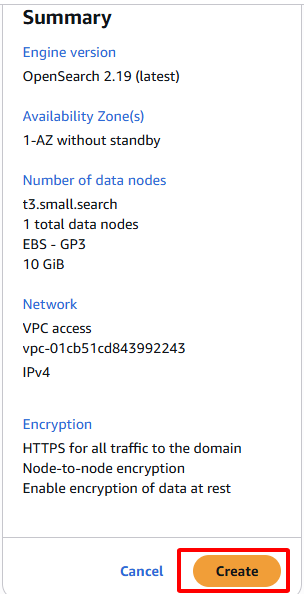 Summary
Engine version
OpenSearch 2.19 (latest)
Availability Zone(s)
1-AZ without standby
Number of data nodes
t3.small.search
1 total data nodes
EBS - GP3
10 GiB
Network
VPC access
vpc-01cb51cd843992243
IPv4
Encryption
HTTPS for all traffic to the domain
Node-to-node encryption
Enable encryption of data at rest
Cancel
Create